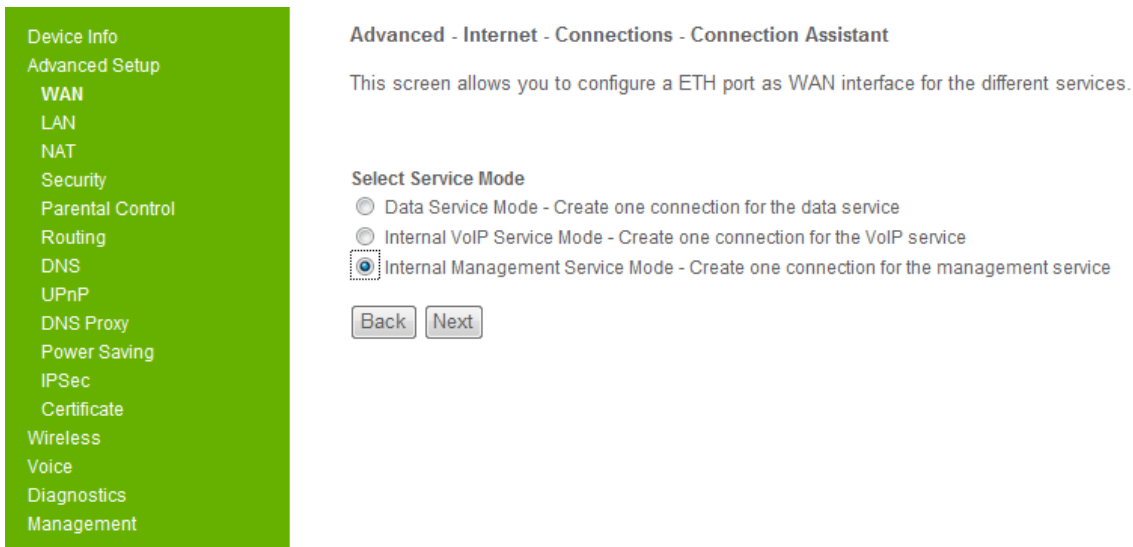 Device Info
Advanced Setup
WAN
LAN
NAT
Security
Parental Control
Routing
DNS
UPnP
DNS Proxy
Power Saving
IPSec
Certificate
Wireless
Voice
Diagnostics
Management
Advanced - Internet - Connections - Connection Assistant
This screen allows you to configure a ETH port as WAN interface for the different services.
Select Service Mode
Data Service Mode - Create one connection for the data service
Internal VoIP Service Mode - Create one connection for the VoIP service
Internal Management Service Mode - Create one connection for the management service
Back Next